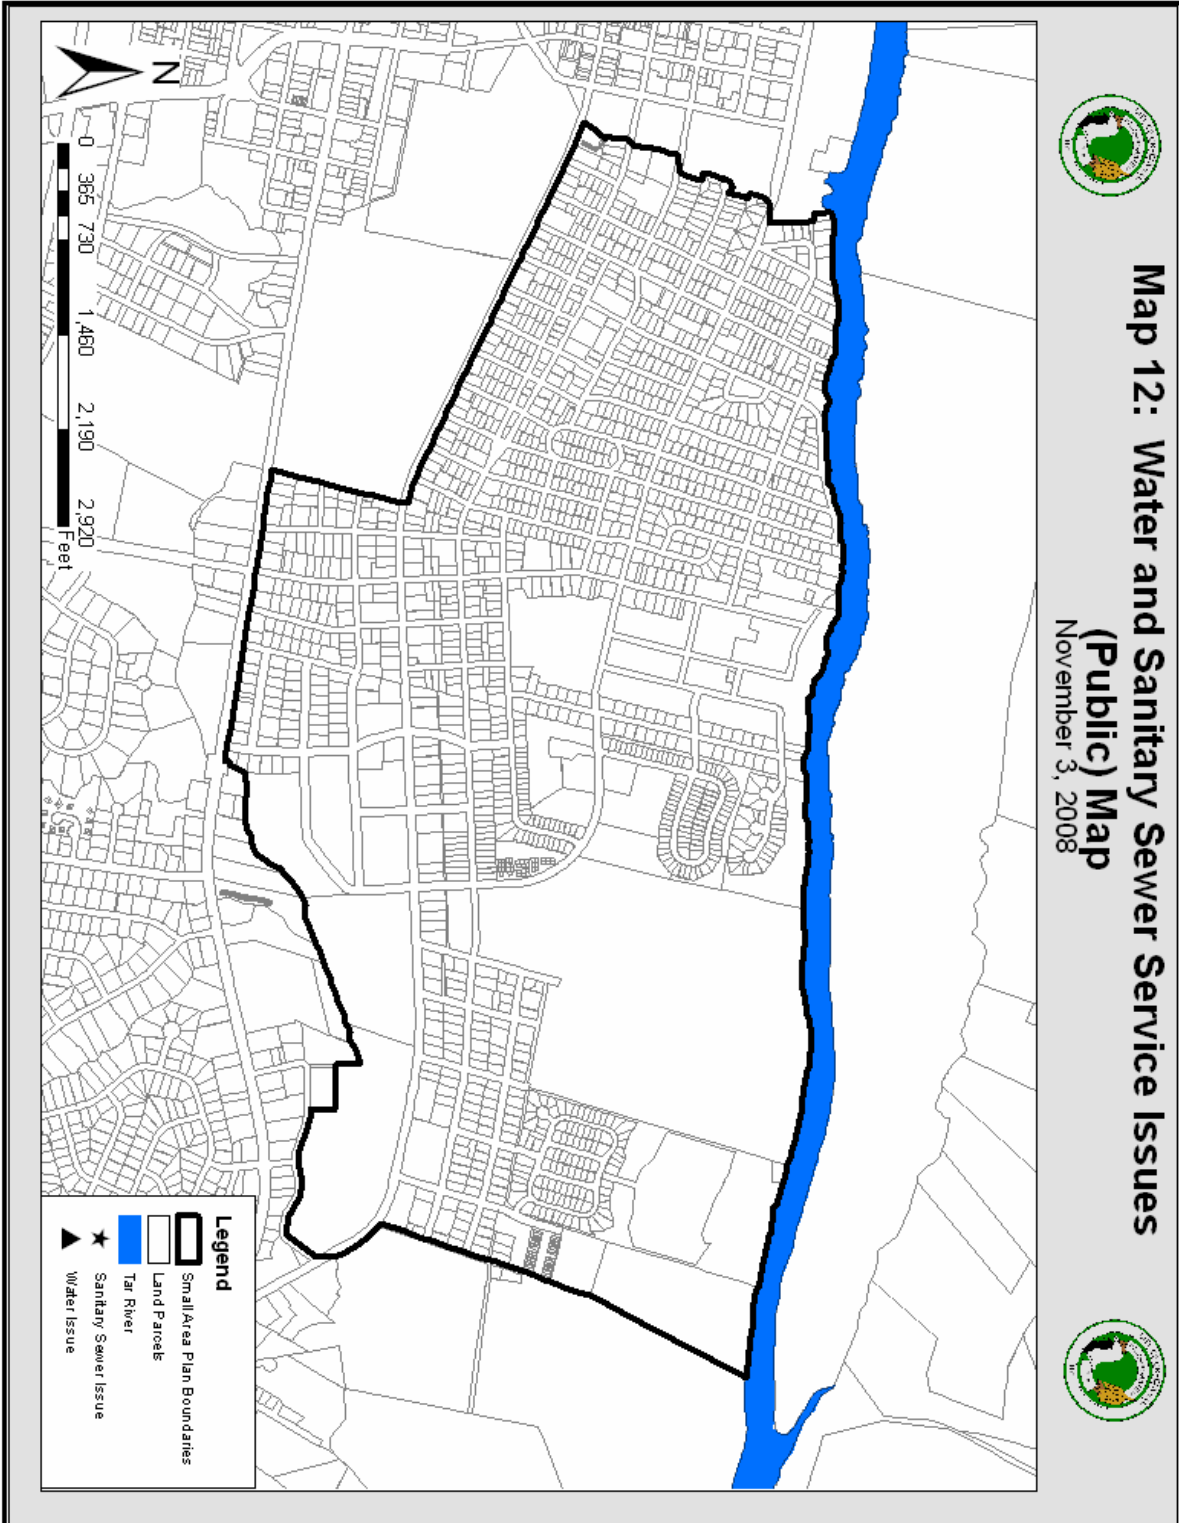 Map 12: Water and Sanitary Sewer Service Issues
(Public) Map
November 3, 2008
N
0 365 730 1,460 2,190 2,920
Feet
Legend
Small Area Plan Boundaries
Land Parcels
Tar River
Sanitary Sewer Issue
Water Issue